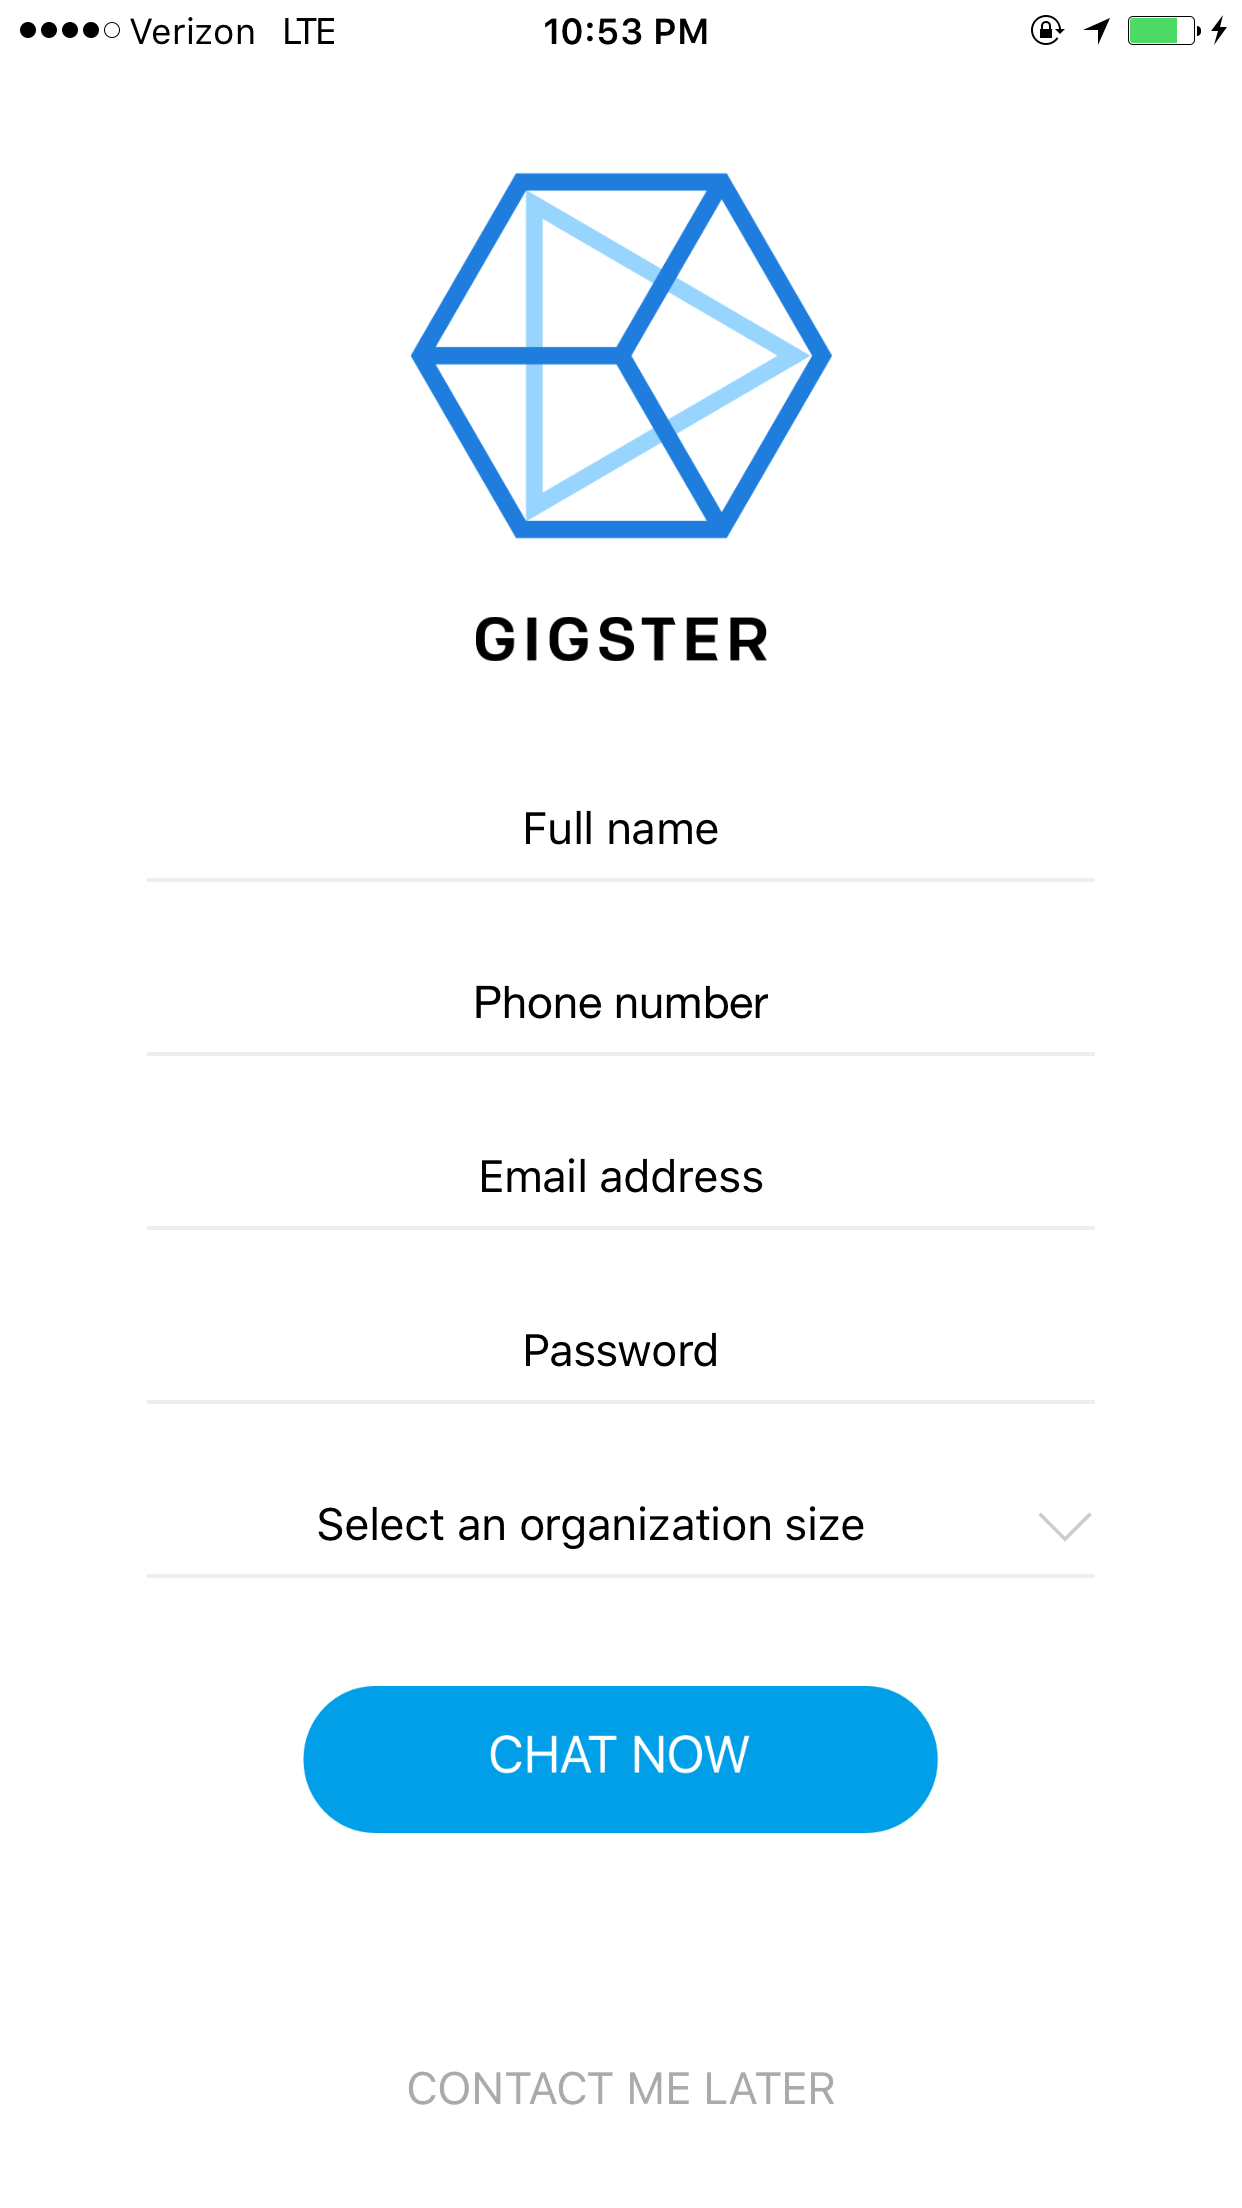 Verizon LTE 10:53 PM
GIGSTER
Full name
Phone number
Email address
Password
Select an organization size
CHAT NOW
CONTACT ME LATER